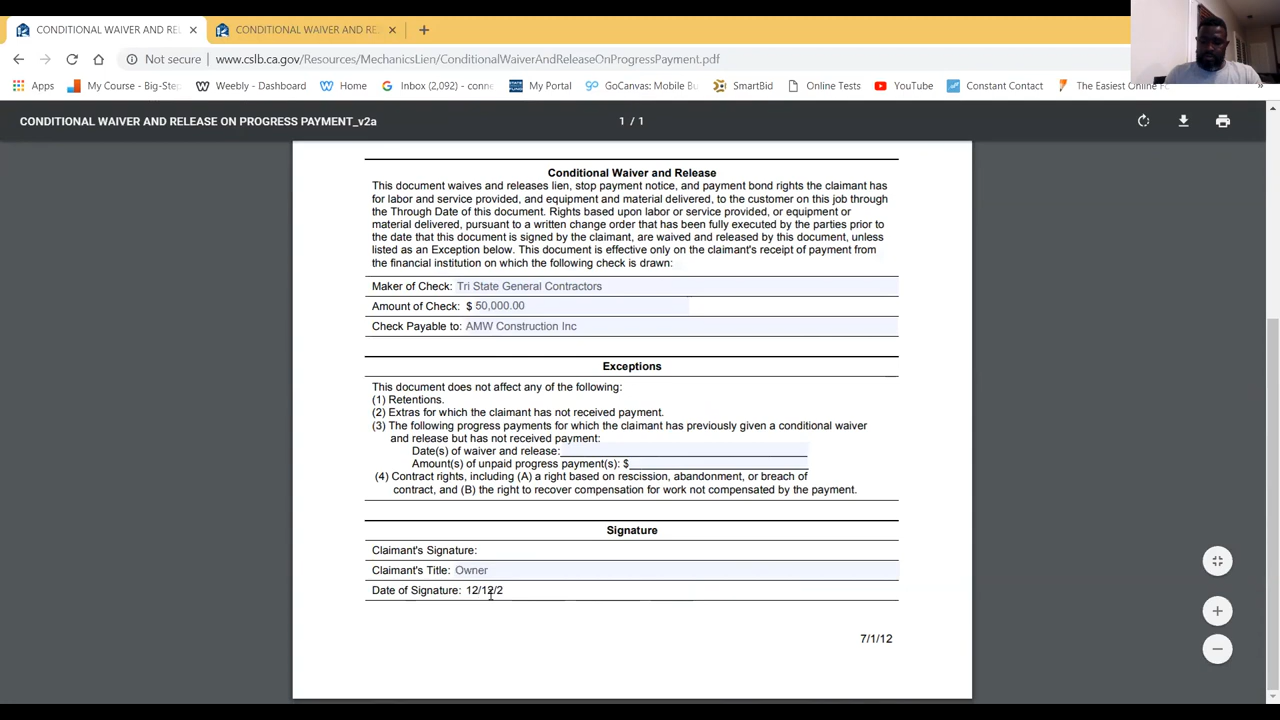 CONDITIONAL WAIVER AND REL
CONDITIONAL WAIVER AND RE
Not secure www.cslb.ca.gov/Resources/MechanicsLien/ConditionalWaiverAndReleaseOnProgressPayment.pdf
Apps My Course - Big-Ste Weebly - Dashboard Home Inbox (2,092) - conne My Portal GoCanvas: Mobile Bu SmartBid Online Tests YouTube Constant Contact The Easiest Online
CONDITIONAL WAIVER AND RELEASE ON PROGRESS PAYMENT_v2a 1 / 1
Conditional Waiver and Release
This document waives and releases lien, stop payment notice, and payment bond rights the claimant has
for labor and service provided, and equipment and material delivered, to the customer on this job through
the Through Date of this document. Rights based upon labor or service provided, or equipment or
material delivered, pursuant to a written change order that has been fully executed by the parties prior to
the date that this document is signed by the claimant, are waived and released by this document, unless
listed as an Exception below. This document is effective only on the claimant's receipt of payment from
the financial institution on which the following check is drawn:
Maker of Check: Tri State General Contractors
Amount of Check: $ 50,000.00
Check Payable to: AMW Construction Inc
Exceptions
This document does not affect any of the following:
(1) Retentions.
(2) Extras for which the claimant has not received payment.
(3) The following progress payments for which the claimant has previously given a conditional waiver
and release but has not received payment:
Date(s) of waiver and release:
Amount(s) of unpaid progress payment(s): $
(4) Contract rights, including (A) a right based on rescission, abandonment, or breach of
contract, and (B) the right to recover compensation for work not compensated by the payment.
Signature
Claimant's Signature:
Claimant's Title: Owner
Date of Signature: 12/12/2
7/1/12